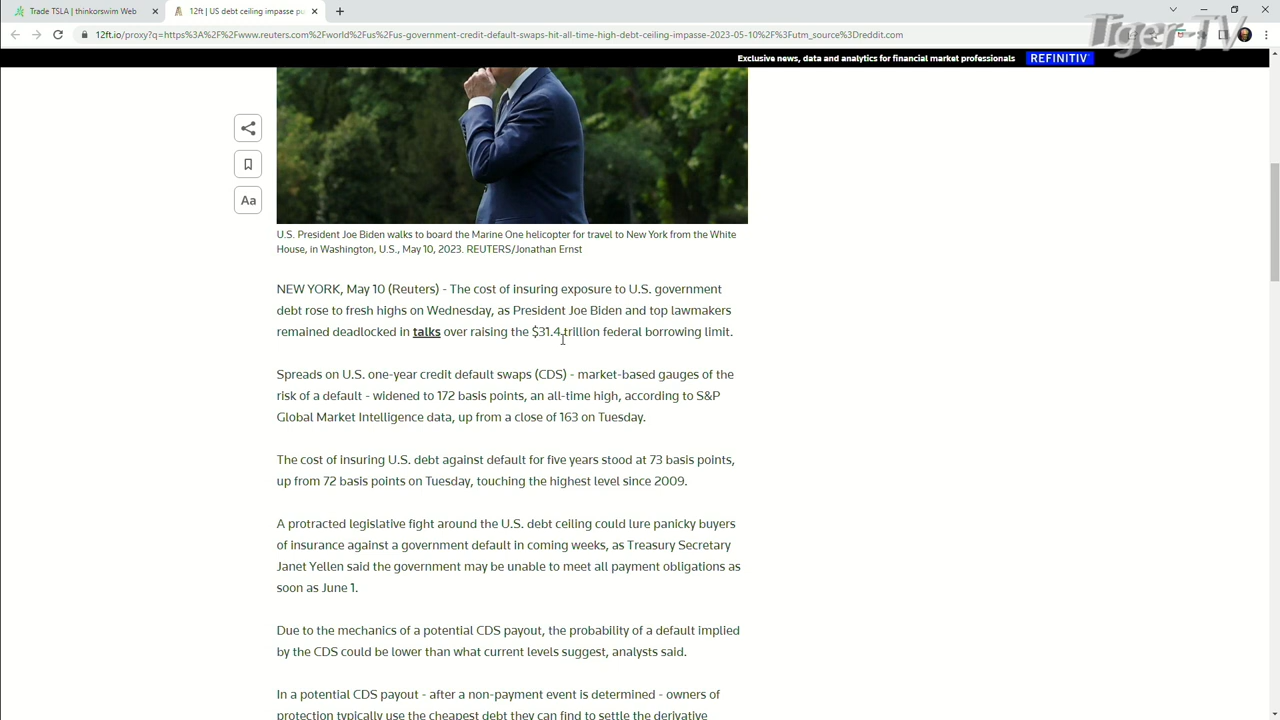 Trade TSLA | thinkorswim Web
12ft | US debt ceiling impasse pu
12ft.io/proxy?q=https%3A%2F%2Fwww.reuters.com%2Fworld%2Fus%2Fus-government-credit-default-swaps-hit-all-time-high-debt-ceiling-impasse-2023-05-10%2F%3Futm_source%3Dreddit.com
Tiger TV
Exclusive news, data and analytics for financial market professionals REFINITIV
Aa
U.S. President Joe Biden walks to board the Marine One helicopter for travel to New York from the White
House, in Washington, U.S., May 10, 2023. REUTERS/Jonathan Ernst
NEW YORK, May 10 (Reuters) - The cost of insuring exposure to U.S. government
debt rose to fresh highs on Wednesday, as President Joe Biden and top lawmakers
remained deadlocked in talks over raising the $31.4 trillion federal borrowing limit.
Spreads on U.S. one-year credit default swaps (CDS) - market-based gauges of the
risk of a default - widened to 172 basis points, an all-time high, according to S&P
Global Market Intelligence data, up from a close of 163 on Tuesday.
The cost of insuring U.S. debt against default for five years stood at 73 basis points,
up from 72 basis points on Tuesday, touching the highest level since 2009.
A protracted legislative fight around the U.S. debt ceiling could lure panicky buyers
of insurance against a government default in coming weeks, as Treasury Secretary
Janet Yellen said the government may be unable to meet all payment obligations as
soon as June 1.
Due to the mechanics of a potential CDS payout, the probability of a default implied
by the CDS could be lower than what current levels suggest, analysts said.
In a potential CDS payout - after a non-payment event is determined - owners of
protection typically use the cheapest debt they can find to settle the derivative